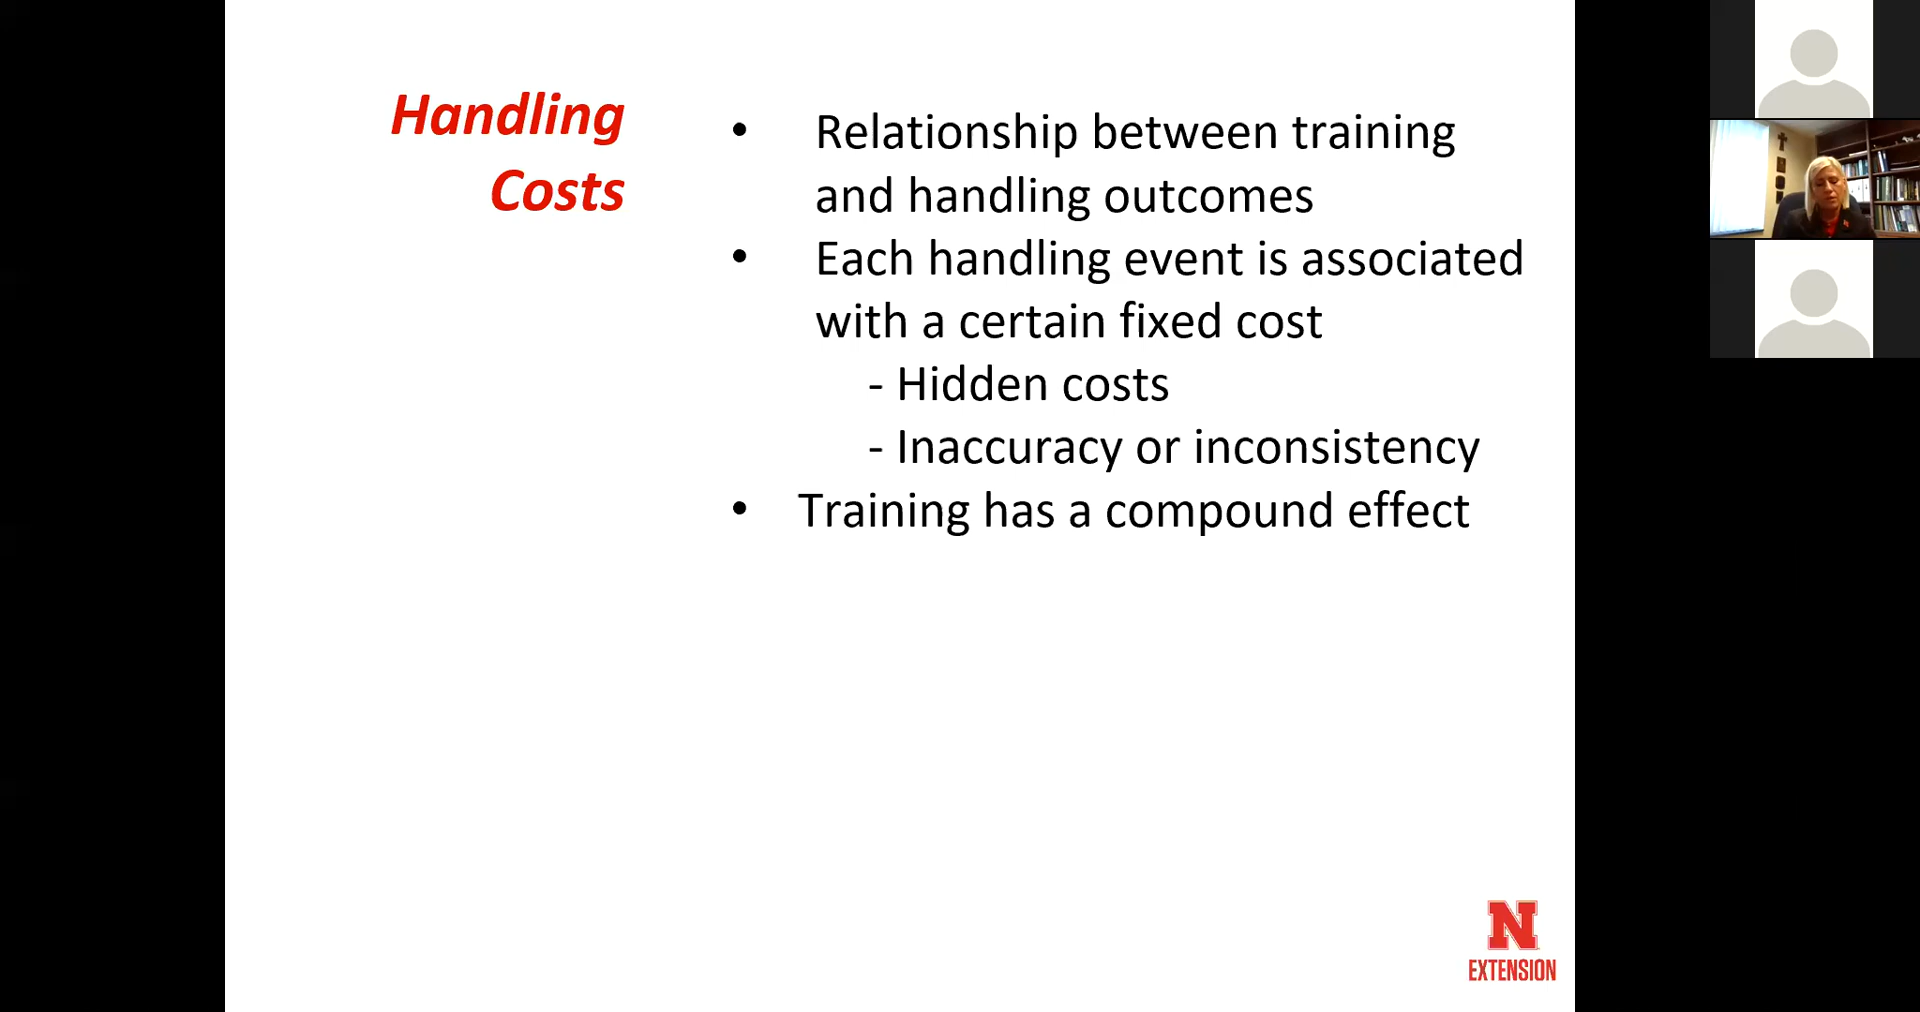 Handling
Costs
• Relationship between training
and handling outcomes
• Each handling event is associated
with a certain fixed cost
- Hidden costs
- Inaccuracy or inconsistency
• Training has a compound effect
N
EXTENSION